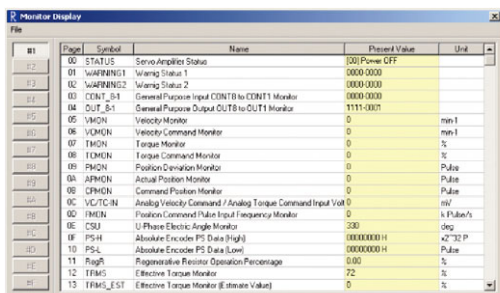 Monitor Display
File
Page Symbol Name Present Value Unit
#1 00 STATUS Servo Amplifier Status [00] Power OFF
#2 01 WARNING1 Warnig Status 1 0000-0000
#3 02 WARNING2 Warnig Status 2 0000-0000
#4 03 CONT_8-1 General Purpose Input CONT8 to CONT1 Monitor 0000-0000
04 OUT_8-1 General Purpose Output OUT8 to OUT1 Monitor 1111-0001
#5 05 VMON Velocity Monitor 0 min-1
#6 06 VCMON Velocity Command Monitor 0 min-1
#7 07 TMON Torque Monitor 0 %
#8 08 TCMON Torque Command Monitor 0 %
09 PMON Position Deviation Monitor 0 Pulse
#9 0A APMON Actual Position Monitor 0 Pulse
0B CPMON Command Position Monitor 0 Pulse
#A 0C VC/TC-IN Analog Velocity Command / Analog Torque Command Input Volt 0 mV
#B 0D FMON Position Command Pulse Input Frequency Monitor 0 k Pulse/s
#C 0E CSU U-Phase Electric Angle Monitor 330 deg
0F PS-H Absolute Encoder PS Data (High) 00000000 H x2^32 P
#D 10 PS-L Absolute Encoder PS Data (Low) 00000000 H Pulse
#E 11 RegR Regenerative Resistor Operation Percentage 0.00 %
12 TRMS Effective Torque Monitor 72 %
#F 13 TRMS_EST Effective Torque Monitor (Estimate Value) 0 %